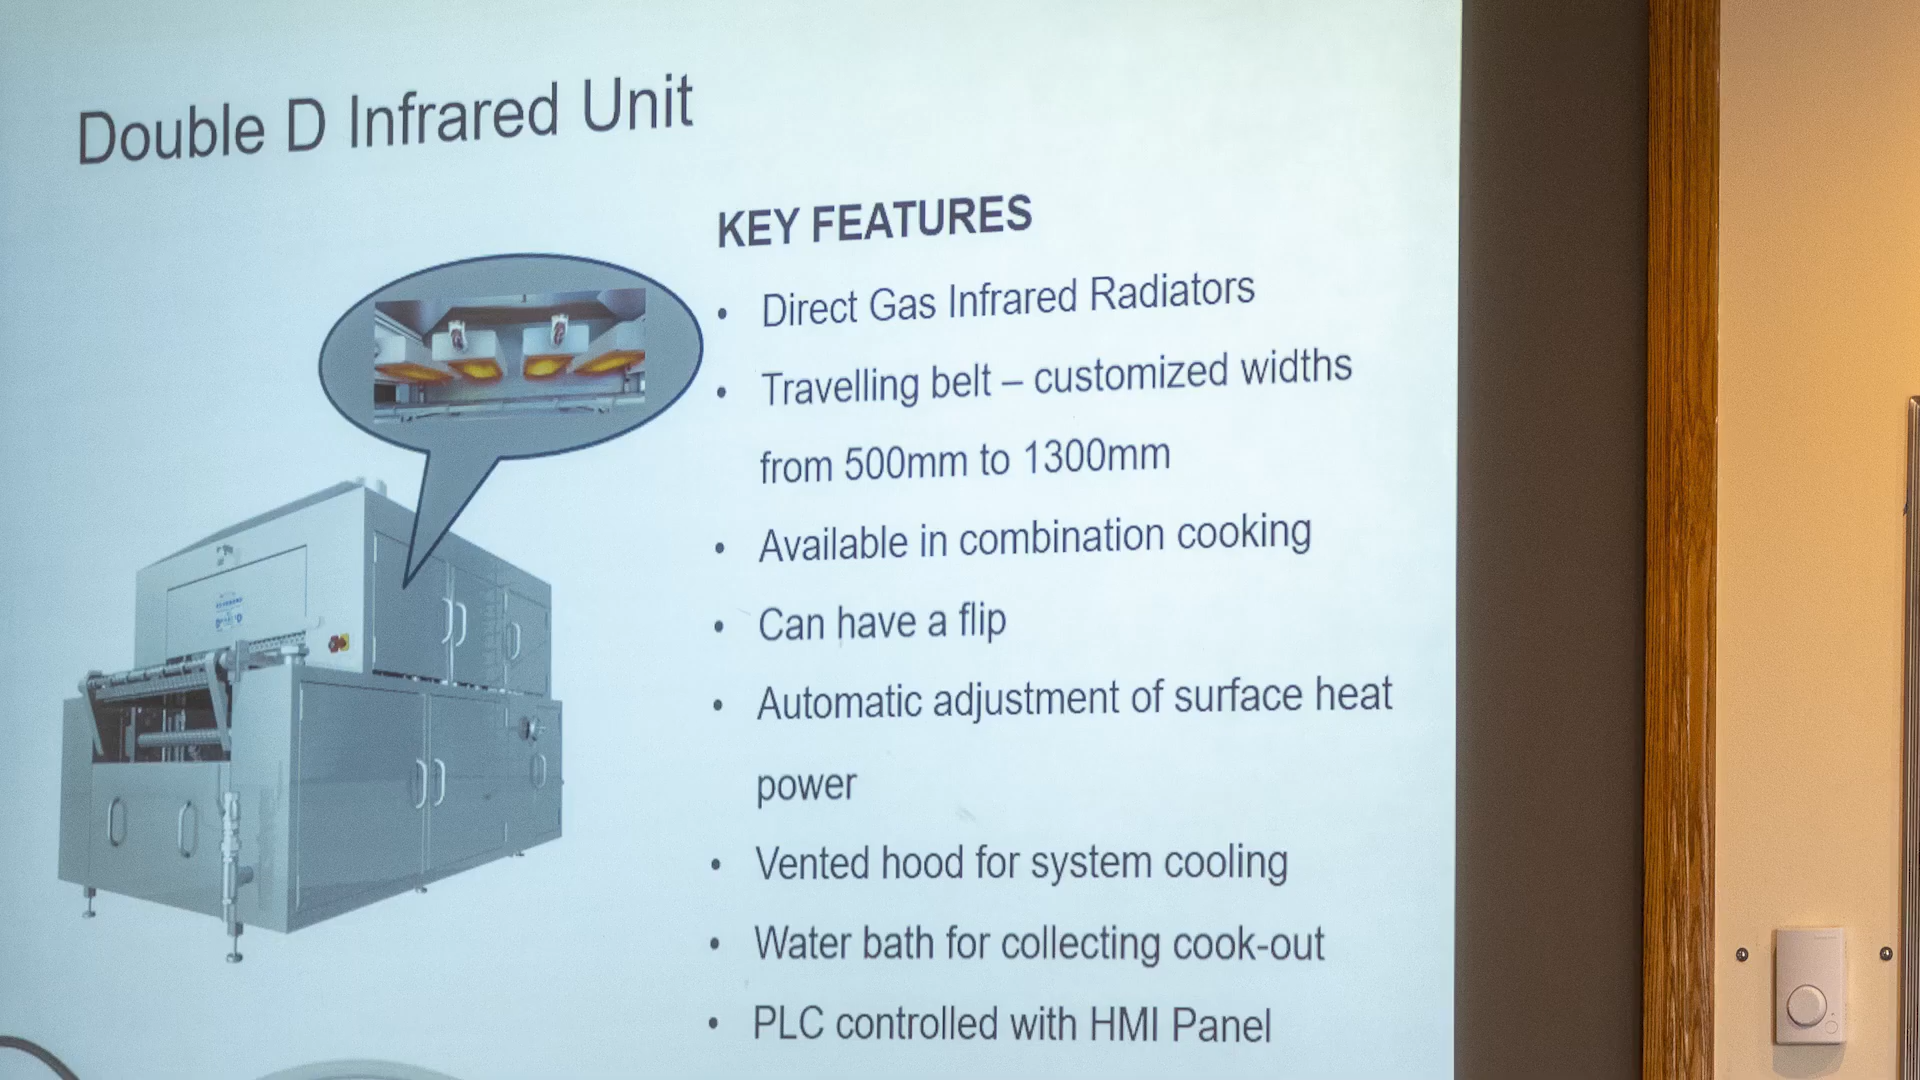 Double D Infrared Unit
KEY FEATURES
• Direct Gas Infrared Radiators
• Travelling belt – customized widths
from 500mm to 1300mm
• Available in combination cooking
• Can have a flip
• Automatic adjustment of surface heat
power
• Vented hood for system cooling
• Water bath for collecting cook-out
• PLC controlled with HMI Panel